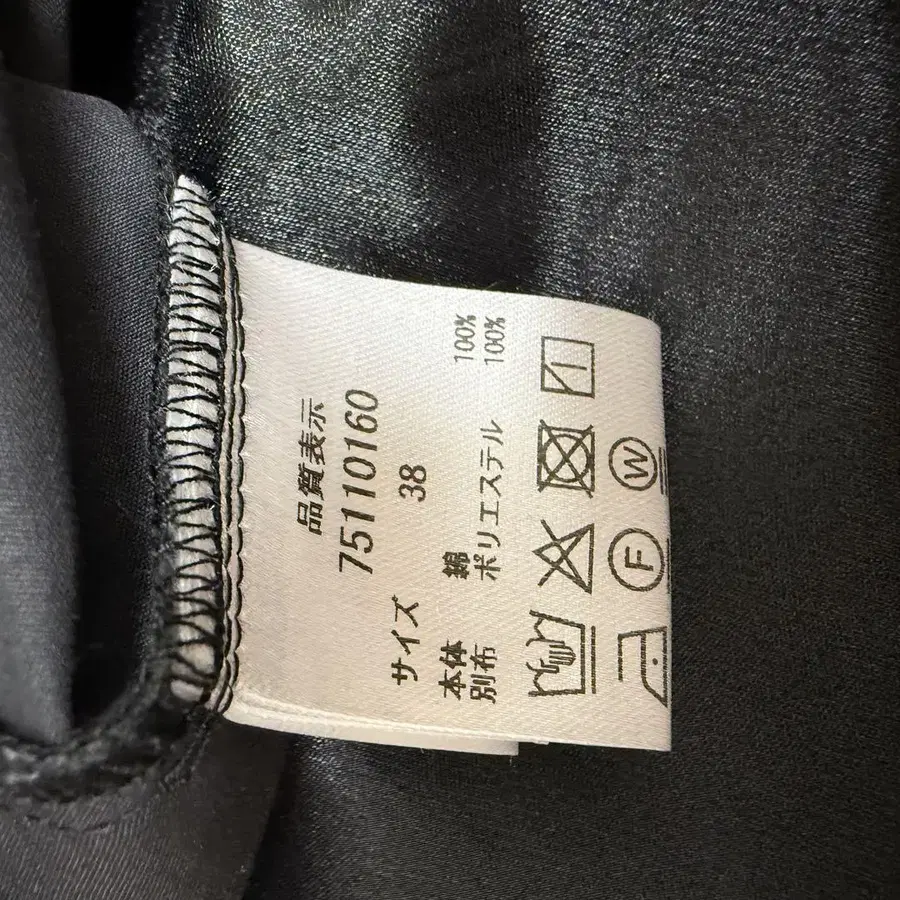 品質表示
75110160
サイズ 38
本体 綿 100%
別布 ポリエステル 100%
F W